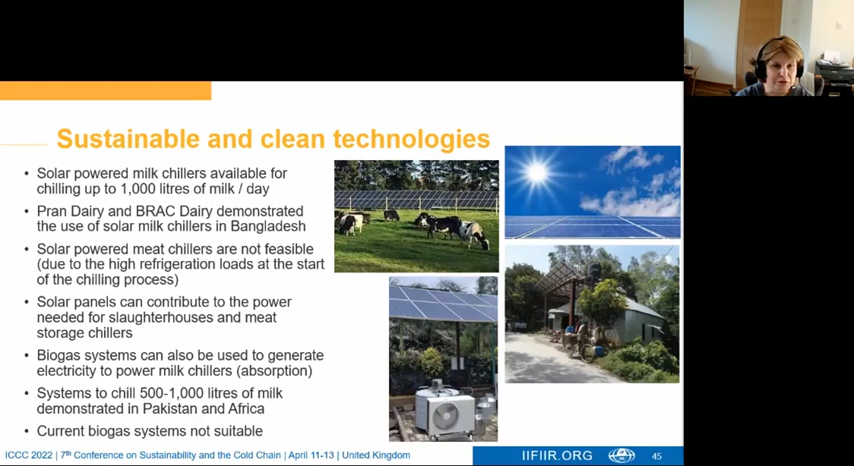 Sustainable and clean technologies
• Solar powered milk chillers available for
chilling up to 1,000 litres of milk / day
• Pran Dairy and BRAC Dairy demonstrated
the use of solar milk chillers in Bangladesh
• Solar powered meat chillers are not feasible
(due to the high refrigeration loads at the start
of the chilling process)
• Solar panels can contribute to the power
needed for slaughterhouses and meat
storage chillers
• Biogas systems can also be used to generate
electricity to power milk chillers (absorption)
• Systems to chill 500-1,000 litres of milk
demonstrated in Pakistan and Africa
• Current biogas systems not suitable
ICCC 2022 | 7th Conference on Sustainability and the Cold Chain | April 11-13 | United Kingdom
IIFIIR.ORG
45